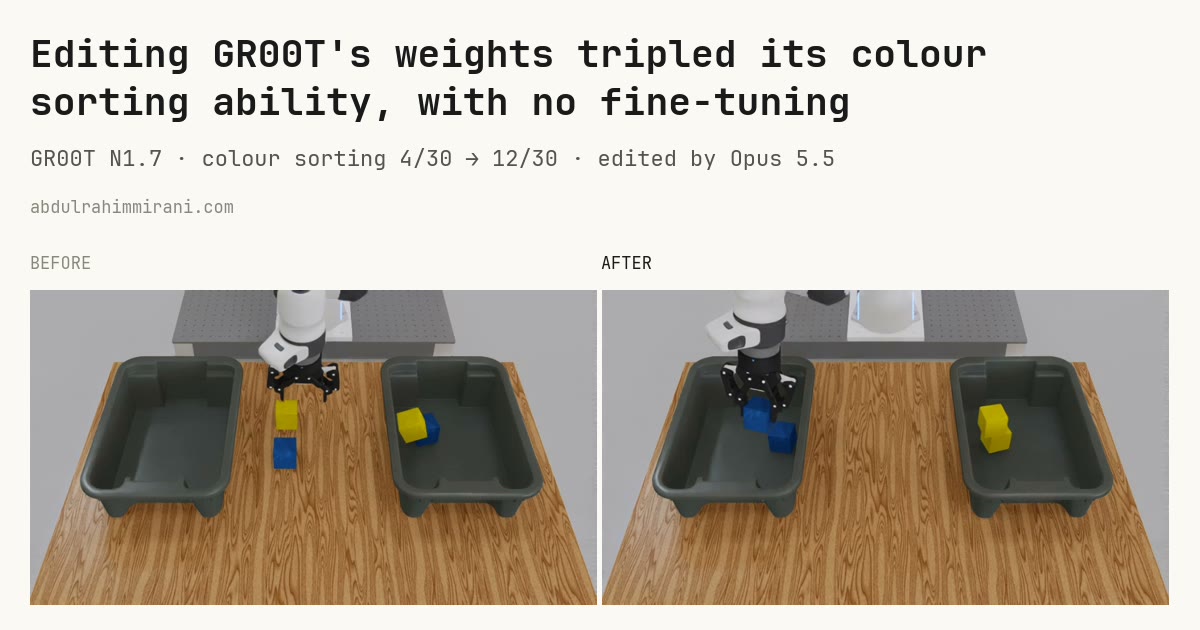 Editing GR00T's weights tripled its colour
sorting ability, with no fine-tuning
GR00T N1.7 · colour sorting 4/30 → 12/30 · edited by Opus 5.5
abdulrahimmirani.com
BEFORE
AFTER